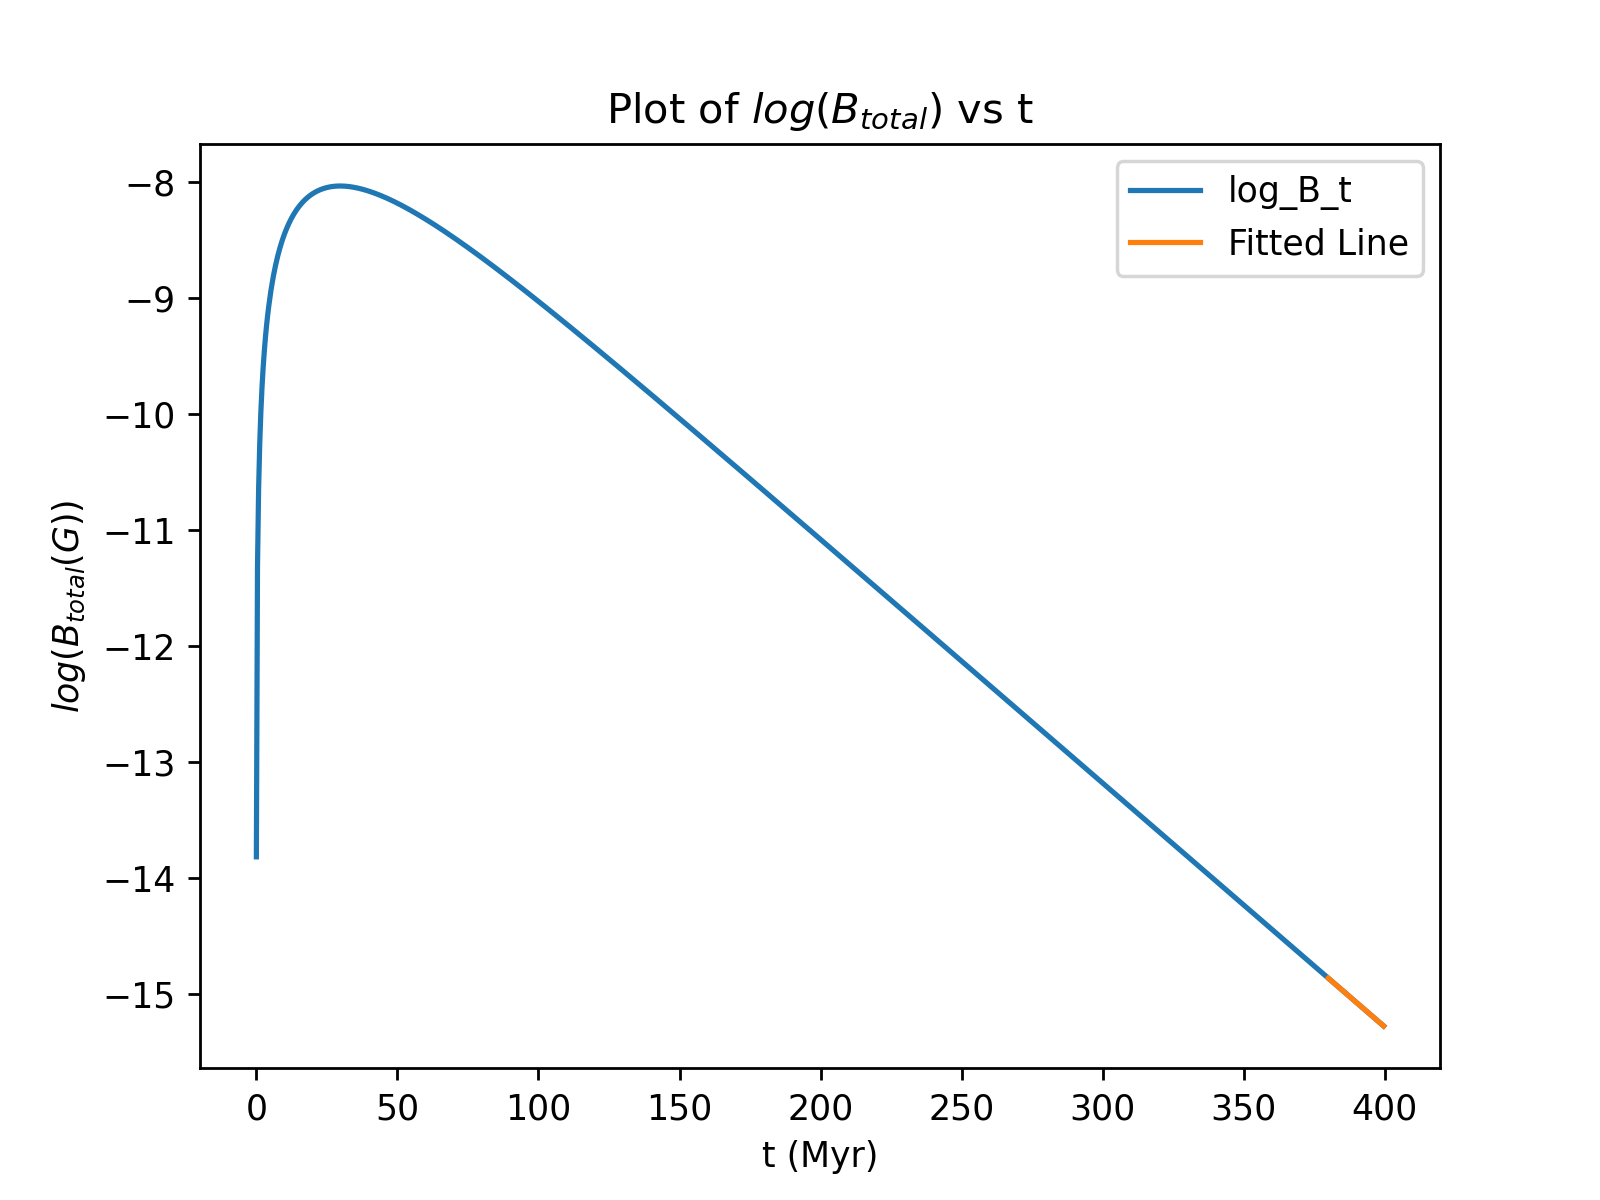 Plot of log(B_total) vs t
log_B_t
Fitted Line
log(B_total(G))
−8
−9
−10
−11
−12
−13
−14
−15
0 50 100 150 200 250 300 350 400
t (Myr)